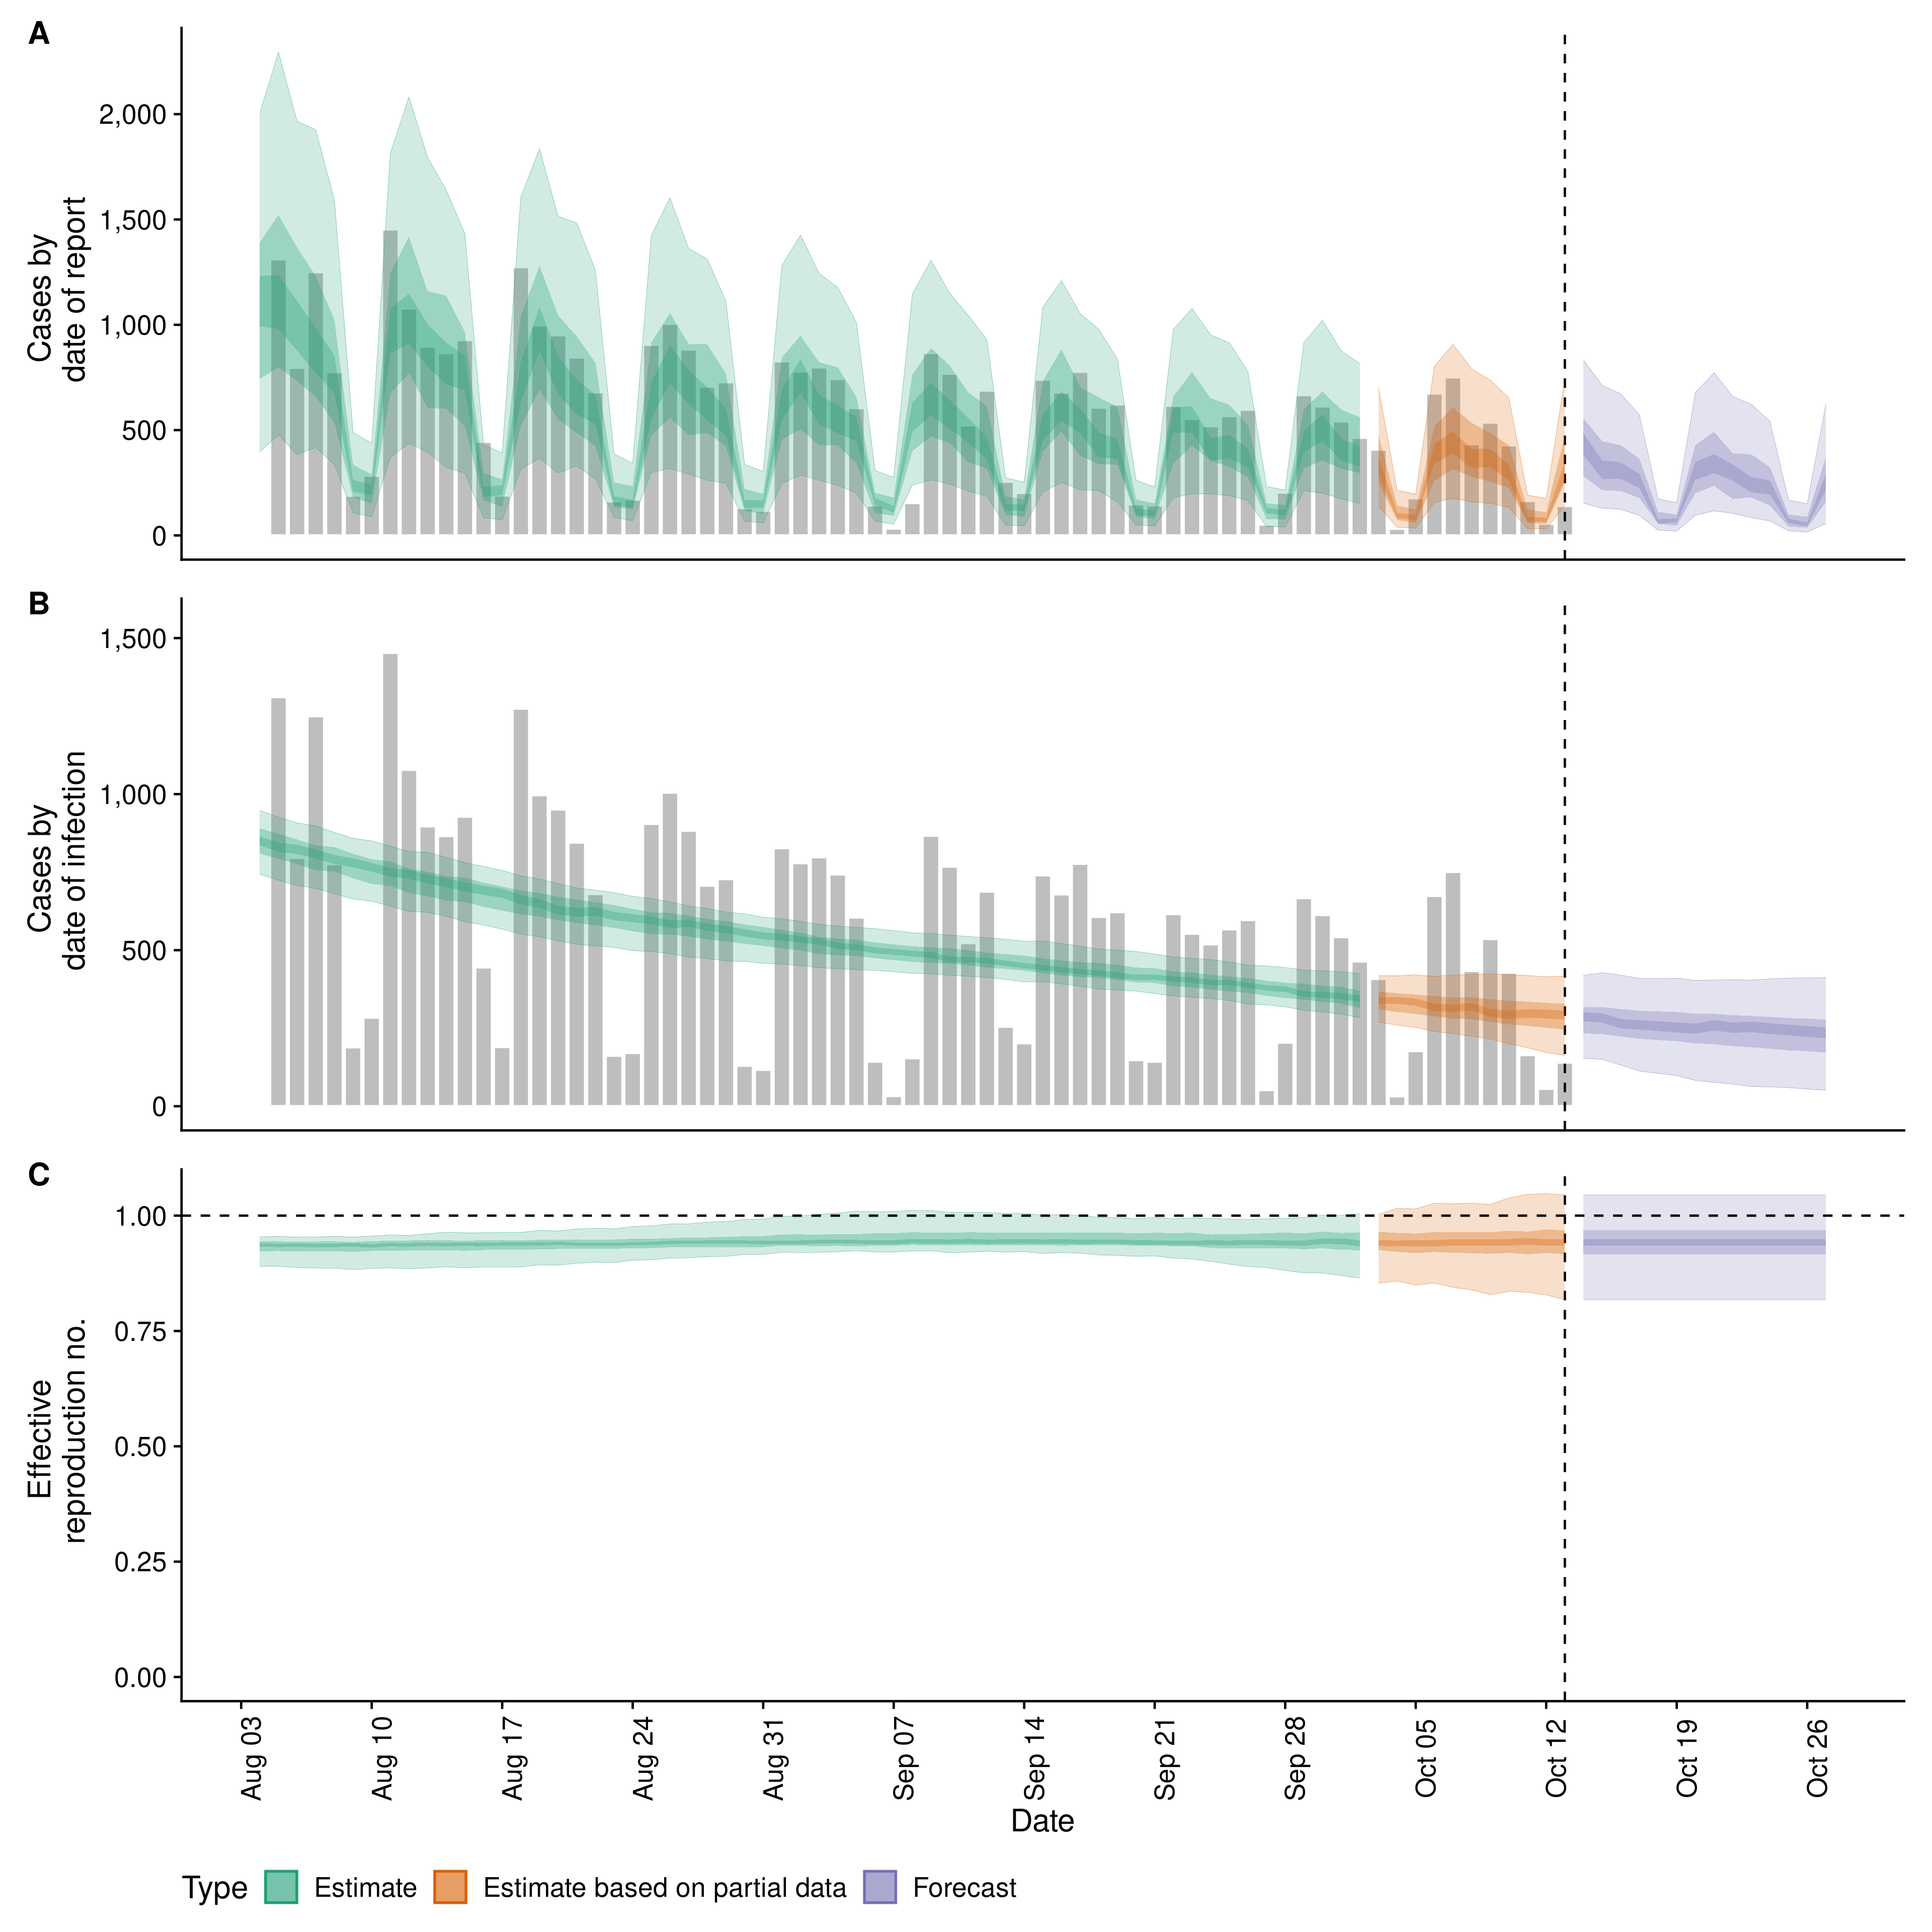 A
Cases by
date of report
2,000
1,500
1,000
500
0
B
Cases by
date of infection
1,500
1,000
500
0
C
Effective
reproduction no.
1.00
0.75
0.50
0.25
0.00
Aug 03
Aug 10
Aug 17
Aug 24
Aug 31
Sep 07
Sep 14
Sep 21
Sep 28
Oct 05
Oct 12
Oct 19
Oct 26
Date
Type Estimate Estimate based on partial data Forecast